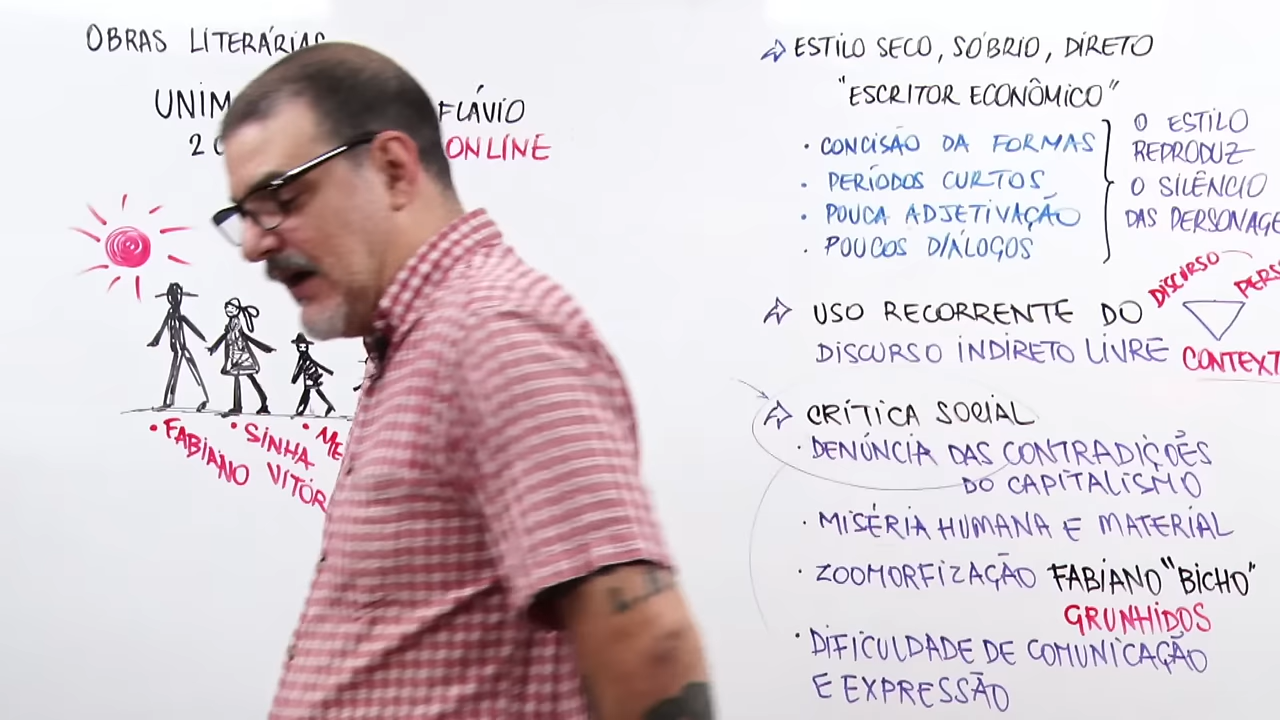 OBRAS LITERÁRIAS
FLÁVIO
ONLINE
• FABIANO
• SINHA
VITÓR
ESTILO SECO, SÓBRIO, DIRETO
"ESCRITOR ECONÔMICO"
• CONCISÃO DA FORMAS
• PERÍODOS CURTOS
• POUCA ADJETIVAÇÃO
• POUCOS DIÁLOGOS
O ESTILO
REPRODUZ
O SILÊNCIO
DAS PERSONAGE
USO RECORRENTE DO
DISCURSO INDIRETO LIVRE
DISCURSO
PERS
CONTEXT
CRÍTICA SOCIAL
• DENÚNCIA DAS CONTRADIÇÕES
DO CAPITALISMO
• MISÉRIA HUMANA E MATERIAL
• ZOOMORFIZAÇÃO FABIANO "BICHO"
GRUNHIDOS
• DIFICULDADE DE COMUNICAÇÃO
E EXPRESSÃO